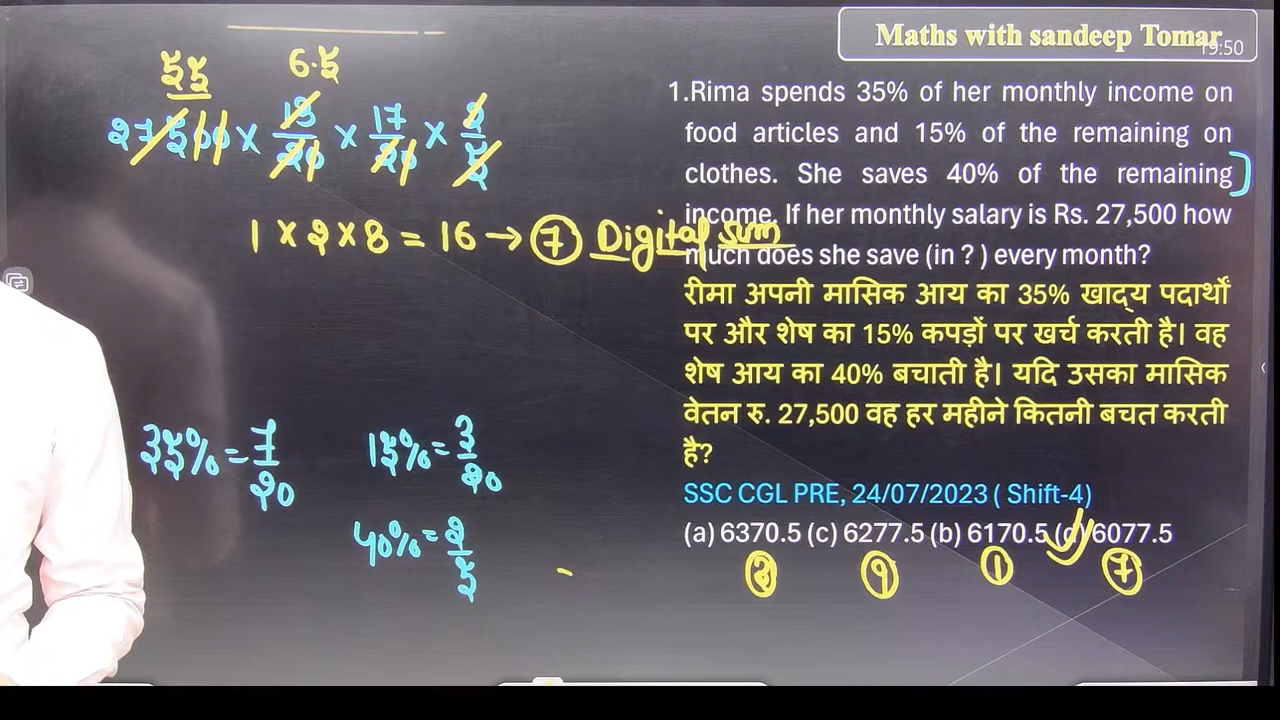 Maths with sandeep Tomar
19:50
55 6.5
27500 × 13/20 × 17/20 × 2/5
1 × 2 × 8 = 16 → 7 Digital sum
35% = 7/20 15% = 3/20
40% = 2/5
1.Rima spends 35% of her monthly income on
food articles and 15% of the remaining on
clothes. She saves 40% of the remaining
income. If her monthly salary is Rs. 27,500 how
much does she save (in ? ) every month?
रीमा अपनी मासिक आय का 35% खाद्य पदार्थों
पर और शेष का 15% कपड़ों पर खर्च करती है। वह
शेष आय का 40% बचाती है। यदि उसका मासिक
वेतन रु. 27,500 वह हर महीने कितनी बचत करती
है?
SSC CGL PRE, 24/07/2023 ( Shift-4)
(a) 6370.5 (c) 6277.5 (b) 6170.5 (d) 6077.5
9 1 7